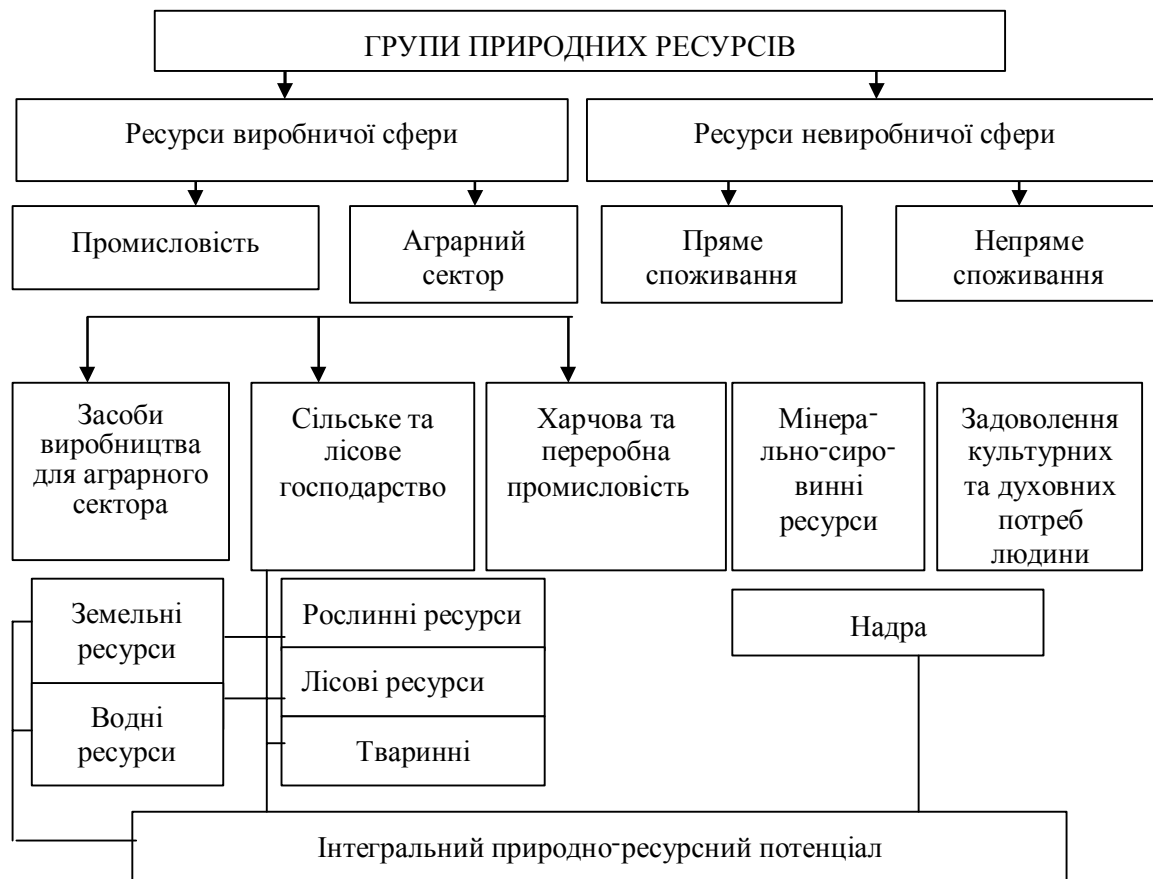 ГРУПИ ПРИРОДНИХ РЕСУРСІВ
Ресурси виробничої сфери
Ресурси невиробничої сфери
Промисловість
Аграрний
сектор
Пряме
споживання
Непряме
споживання
Засоби
виробництва
для аграрного
сектора
Сільське та
лісове
господарство
Харчова та
переробна
промисловість
Мінера-
льно-сиро-
винні
ресурси
Задоволення
культурних
та духовних
потреб
людини
Земельні
ресурси
Водні
ресурси
Рослинні ресурси
Лісові ресурси
Тваринні
Надра
Інтегральний природно-ресурсний потенціал